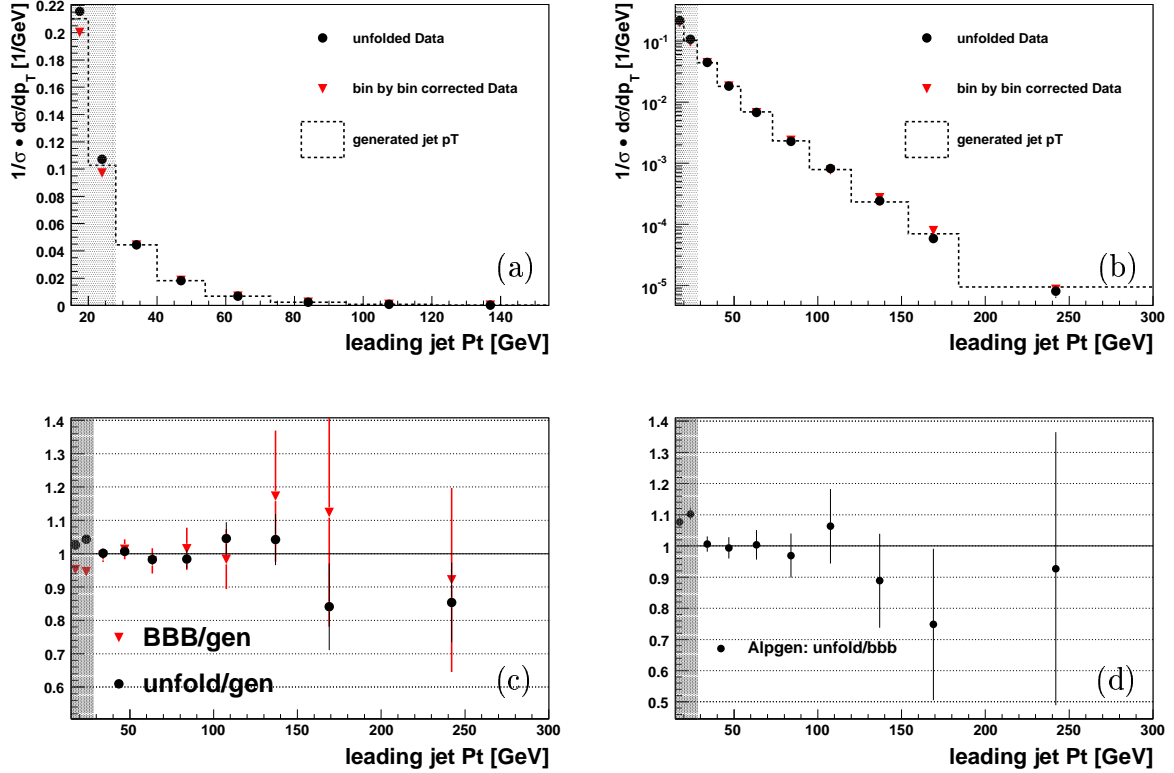 1/σ • dσ/dp_T [1/GeV]
0.22
0.2
0.18
0.16
0.14
0.12
0.1
0.08
0.06
0.04
0.02
0
unfolded Data
bin by bin corrected Data
generated jet pT
(a)
20 40 60 80 100 120 140
leading jet Pt [GeV]
1/σ • dσ/dp_T [1/GeV]
10^-1
10^-2
10^-3
10^-4
10^-5
unfolded Data
bin by bin corrected Data
generated jet pT
(b)
50 100 150 200 250 300
leading jet Pt [GeV]
1.4
1.3
1.2
1.1
1
0.9
0.8
0.7
0.6
BBB/gen
unfold/gen
(c)
50 100 150 200 250 300
leading jet Pt [GeV]
1.4
1.3
1.2
1.1
1
0.9
0.8
0.7
0.6
0.5
Alpgen: unfold/bbb
(d)
50 100 150 200 250 300
leading jet Pt [GeV]